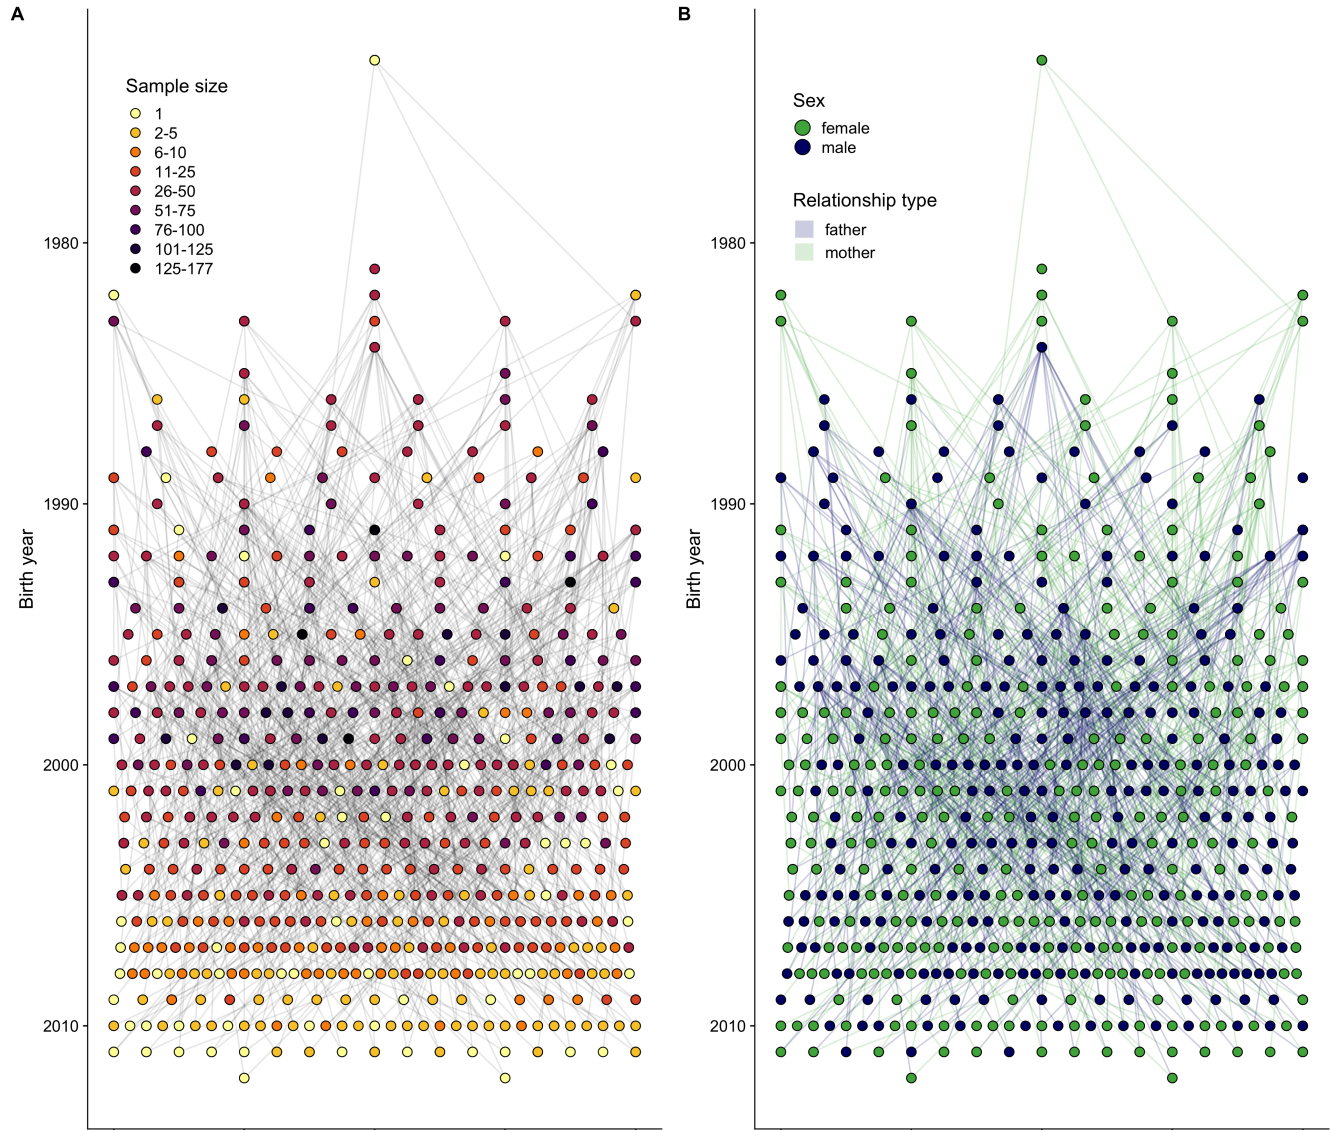 A
Sample size
1
2-5
6-10
11-25
26-50
51-75
76-100
101-125
125-177
1980
1990
2000
2010
Birth year
B
Sex
female
male
Relationship type
father
mother
1980
1990
2000
2010
Birth year